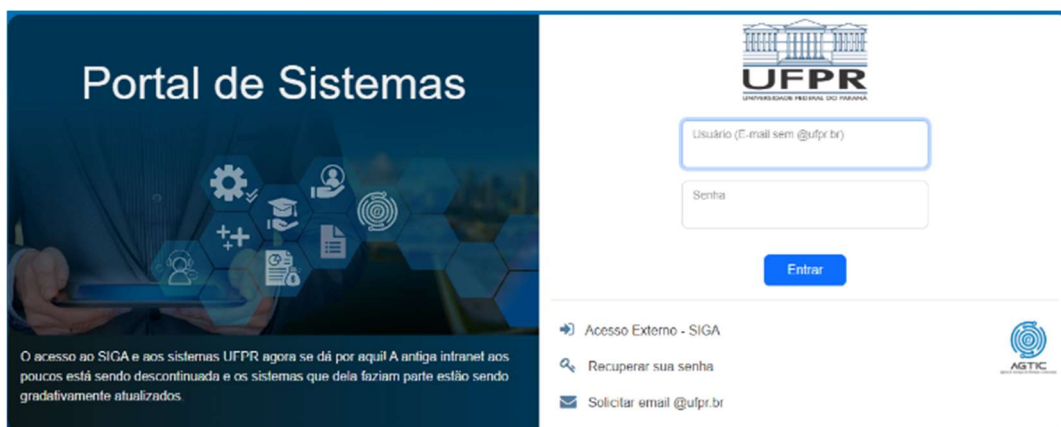 Portal de Sistemas
O acesso ao SIGA e aos sistemas UFPR agora se dá por aqui! A antiga intranet aos
poucos está sendo descontinuada e os sistemas que dela faziam parte estão sendo
gradativamente atualizados.
UFPR
UNIVERSIDADE FEDERAL DO PARANÁ
Usuário (E-mail sem @ufpr.br)
Senha
Entrar
Acesso Externo - SIGA
Recuperar sua senha
Solicitar email @ufpr.br
AGTIC